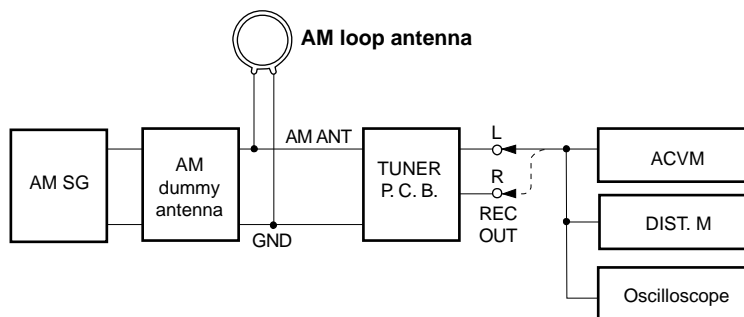 AM loop antenna
AM SG
AM
dummy
antenna
AM ANT
GND
TUNER
P. C. B.
L
R
REC
OUT
ACVM
DIST. M
Oscilloscope